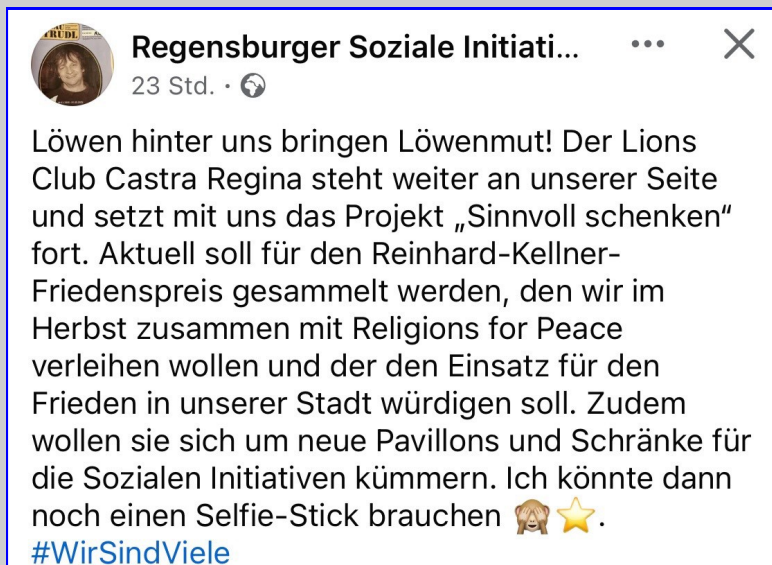 TRUDL
Regensburger Soziale Initiati...
23 Std. ·
Löwen hinter uns bringen Löwenmut! Der Lions
Club Castra Regina steht weiter an unserer Seite
und setzt mit uns das Projekt „Sinnvoll schenken“
fort. Aktuell soll für den Reinhard-Kellner-
Friedenspreis gesammelt werden, den wir im
Herbst zusammen mit Religions for Peace
verleihen wollen und der den Einsatz für den
Frieden in unserer Stadt würdigen soll. Zudem
wollen sie sich um neue Pavillons und Schränke für
die Sozialen Initiativen kümmern. Ich könnte dann
noch einen Selfie-Stick brauchen 🙈⭐.
#WirSindViele